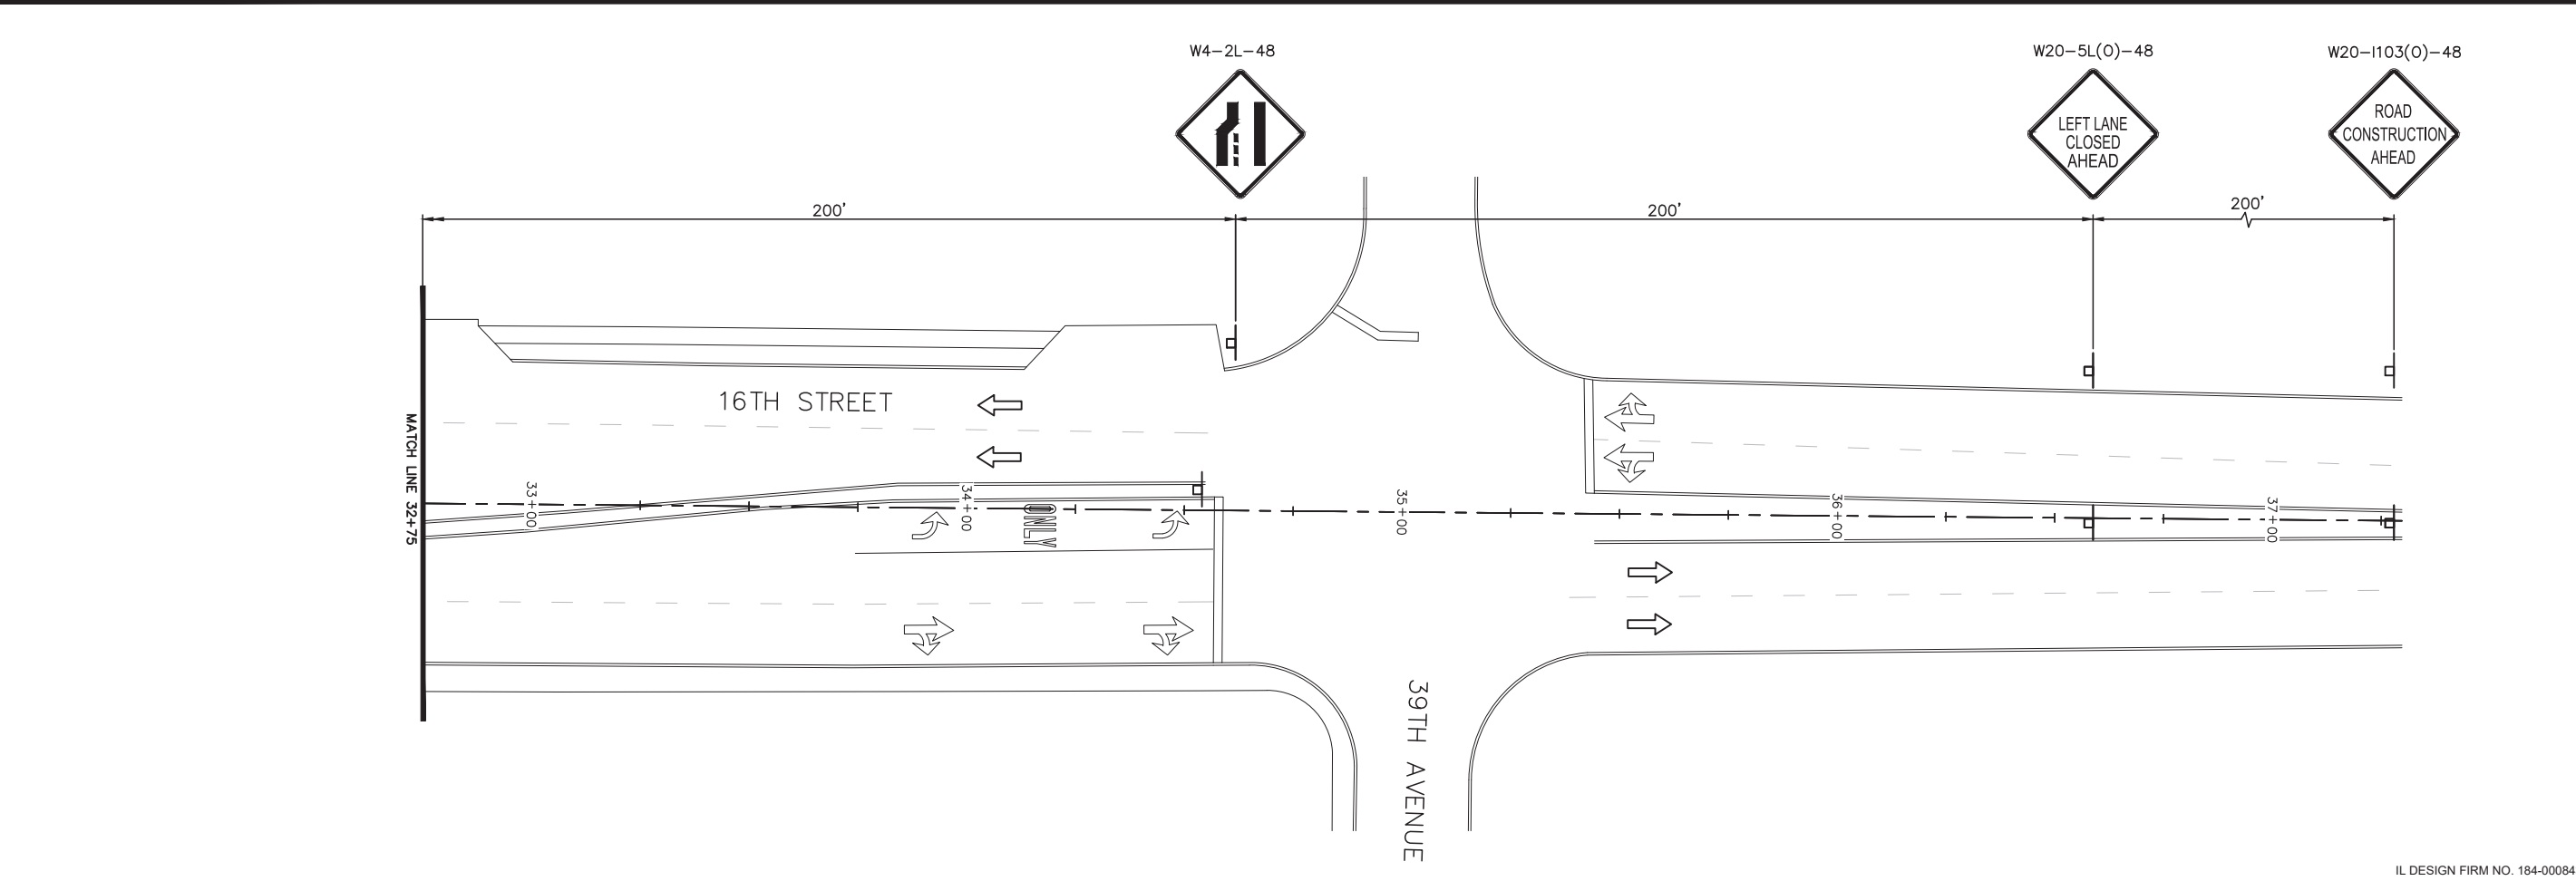 W4-2L-48
W20-5L(O)-48
W20-I103(O)-48
LEFT LANE
CLOSED
AHEAD
ROAD
CONSTRUCTION
AHEAD
200'
200'
200'
16TH STREET
MATCH LINE 32+75
33+00
34+00
ONLY
35+00
36+00
37+00
39TH AVENUE
IL DESIGN FIRM NO. 184-00084